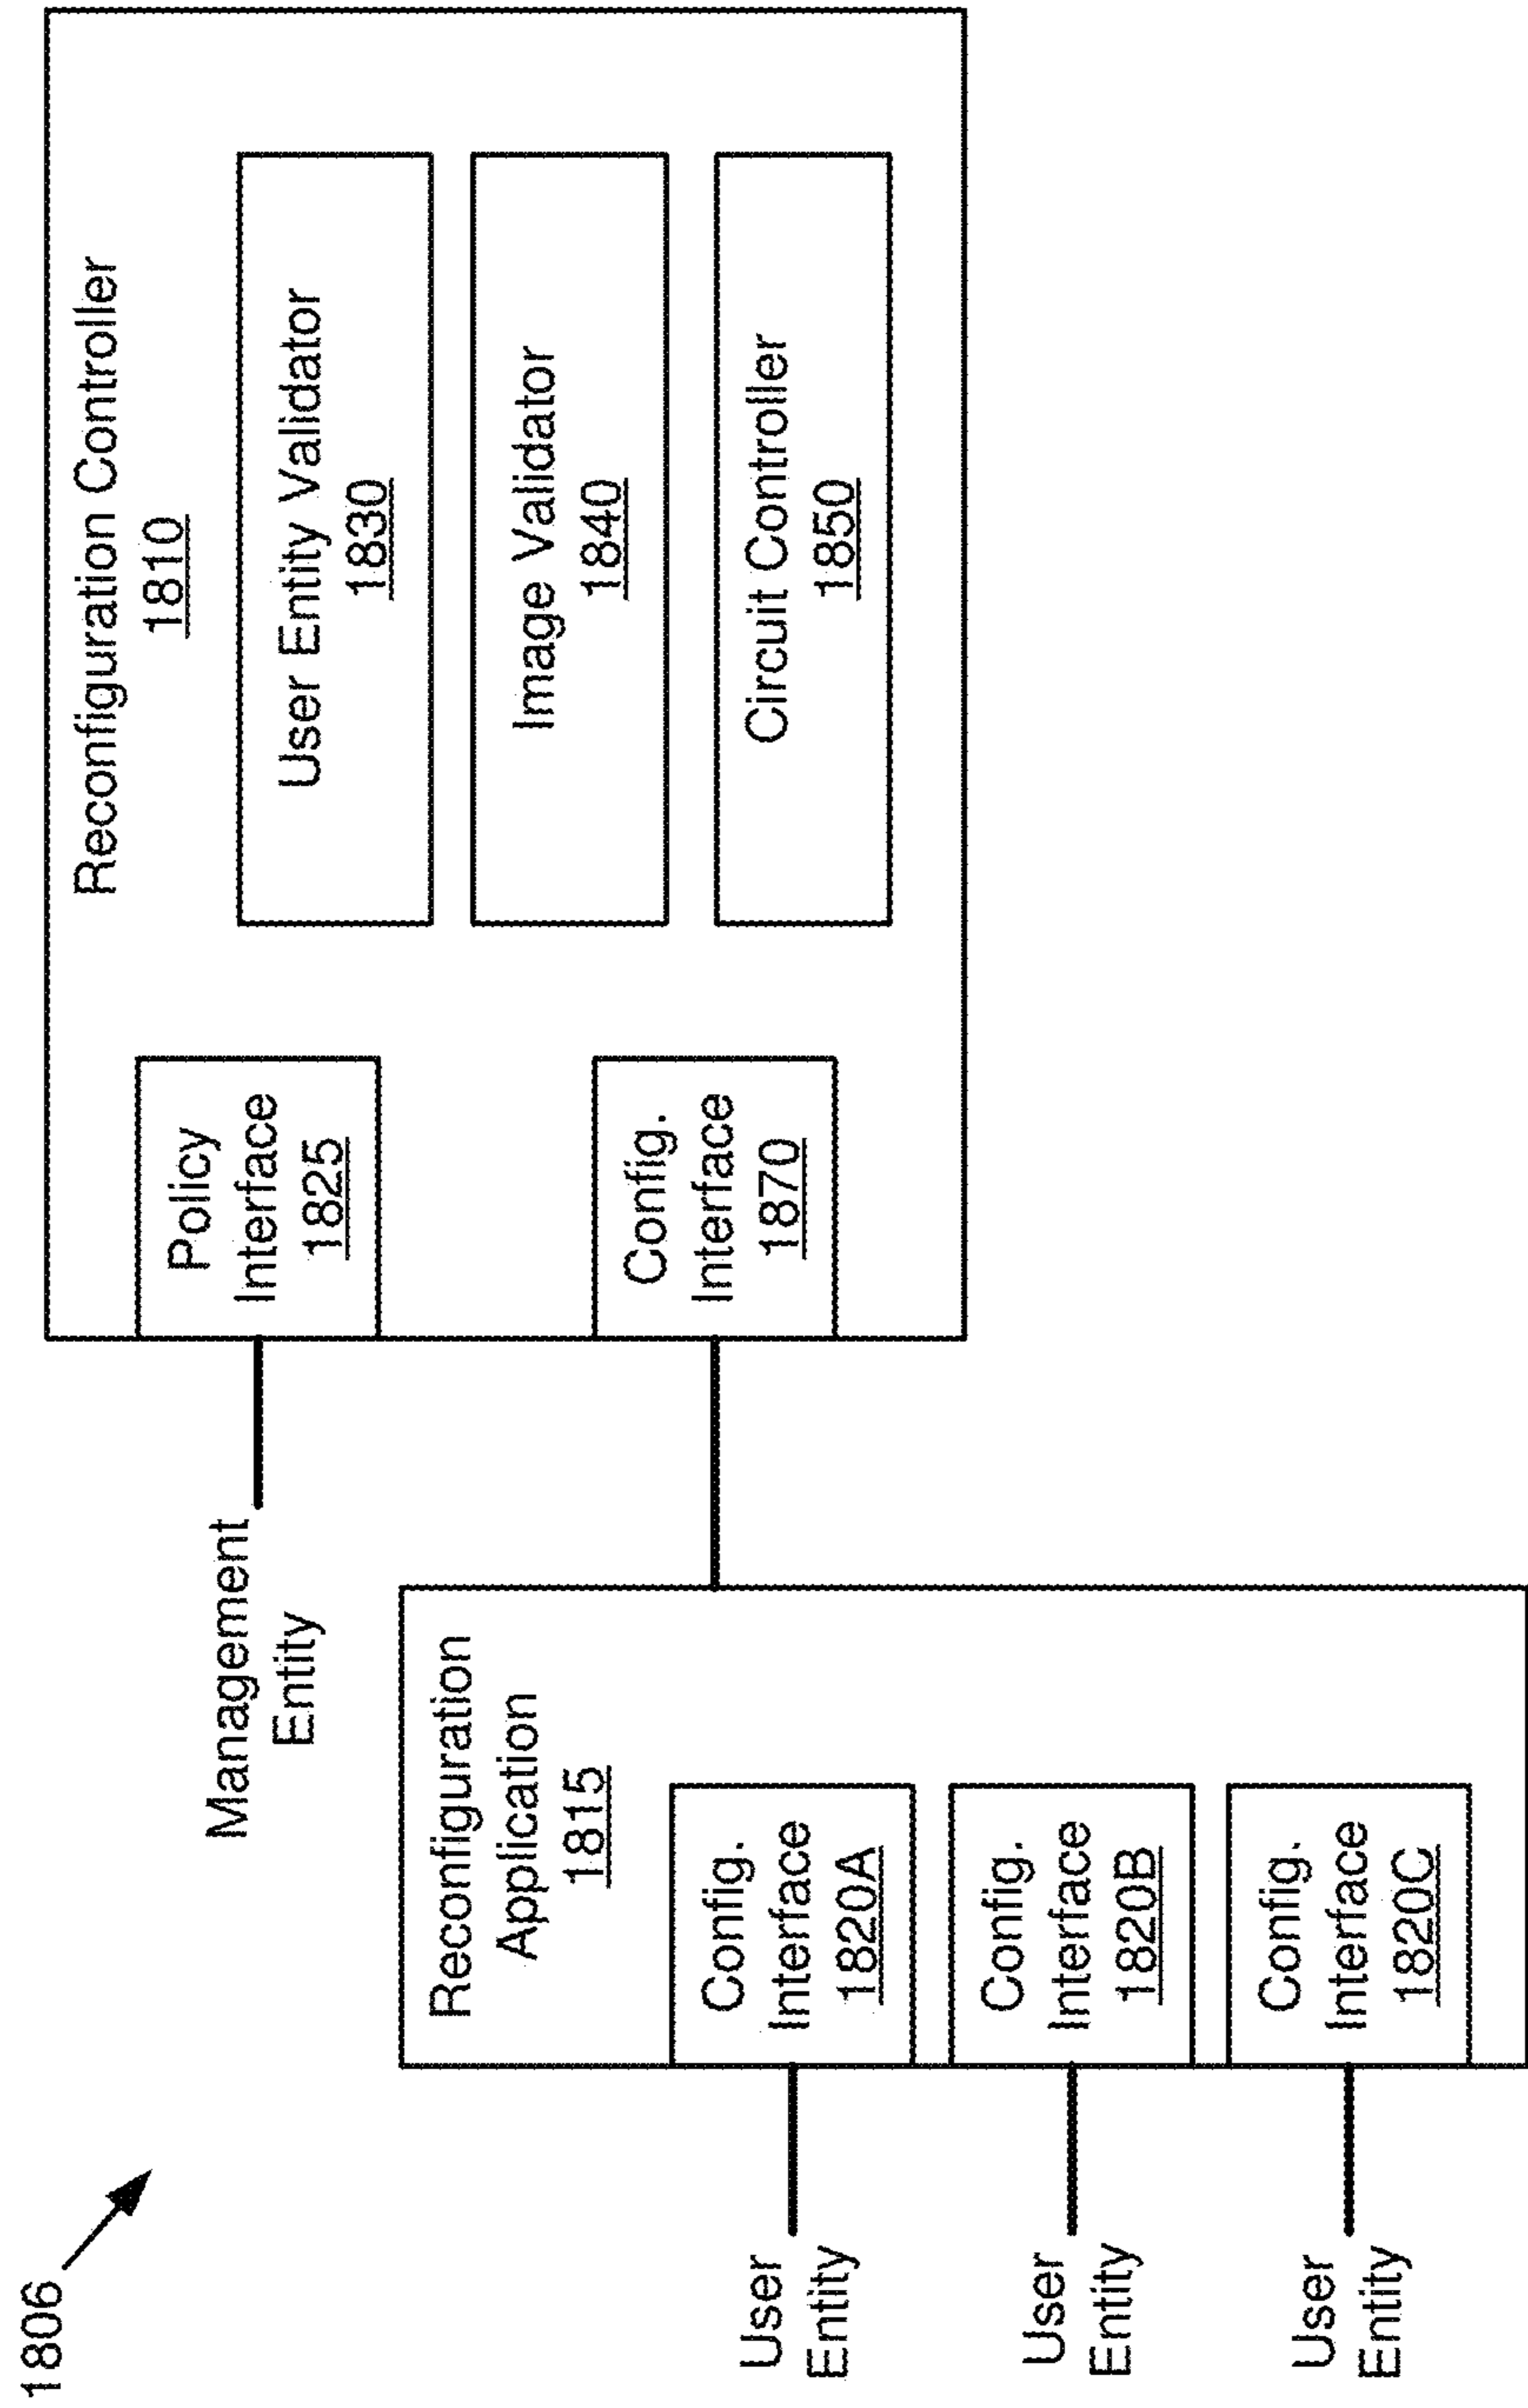 1806
Management
Entity
Reconfiguration Controller
1810
Policy
Interface
1825
User Entity Validator
1830
Image Validator
1840
Circuit Controller
1850
Config.
Interface
1870
Reconfiguration
Application
1815
User
Entity
Config.
Interface
1820A
User
Entity
Config.
Interface
1820B
User
Entity
Config.
Interface
1820C